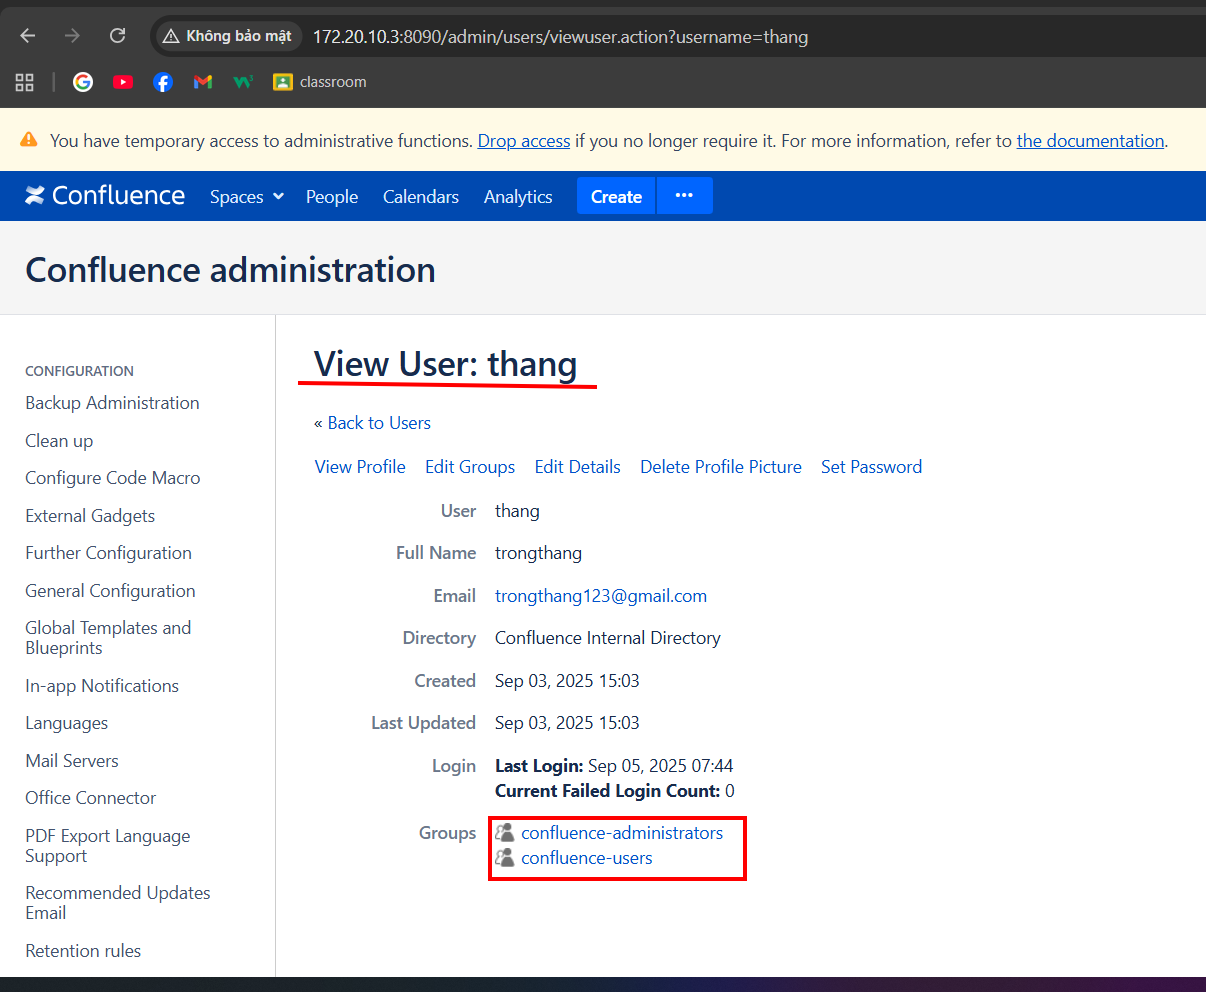 Không bảo mật
172.20.10.3:8090/admin/users/viewuser.action?username=thang
classroom
You have temporary access to administrative functions. Drop access if you no longer require it. For more information, refer to the documentation.
Confluence Spaces People Calendars Analytics Create ...
Confluence administration
CONFIGURATION
Backup Administration
Clean up
Configure Code Macro
External Gadgets
Further Configuration
General Configuration
Global Templates and
Blueprints
In-app Notifications
Languages
Mail Servers
Office Connector
PDF Export Language
Support
Recommended Updates
Email
Retention rules
View User: thang
« Back to Users
View Profile Edit Groups Edit Details Delete Profile Picture Set Password
User thang
Full Name trongthang
Email trongthang123@gmail.com
Directory Confluence Internal Directory
Created Sep 03, 2025 15:03
Last Updated Sep 03, 2025 15:03
Login Last Login: Sep 05, 2025 07:44
Current Failed Login Count: 0
Groups confluence-administrators
confluence-users